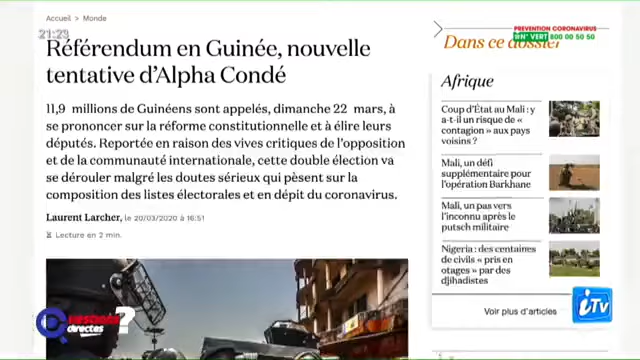 Accueil > Monde
21:23
Référendum en Guinée, nouvelle
tentative d'Alpha Condé
11,9 millions de Guinéens sont appelés, dimanche 22 mars, à
se prononcer sur la réforme constitutionnelle et à élire leurs
députés. Reportée en raison des vives critiques de l'opposition
et de la communauté internationale, cette double élection va
se dérouler malgré les doutes sérieux qui pèsent sur la
composition des listes électorales et en dépit du coronavirus.
Laurent Larcher, le 20/03/2020 à 16:51
Lecture en 2 min.
PREVENTION CORONAVIRUS
N° VERT 800 00 50 50
Dans ce dossier
Afrique
Coup d'État au Mali : y
a-t-il un risque de «
contagion » aux pays
voisins ?
Mali, un défi
supplémentaire pour
l'opération Barkhane
Mali, un pas vers
l'inconnu après le
putsch militaire
Nigeria : des centaines
de civils « pris en
otages » par des
djihadistes
Voir plus d'articles
iTv
directes ?